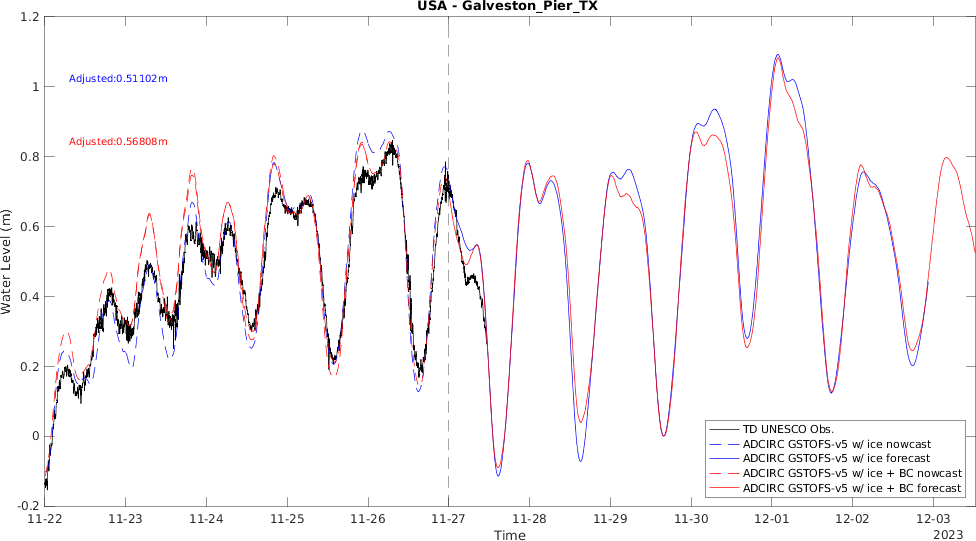 USA - Galveston_Pier_TX
1.2
1
0.8
0.6
0.4
0.2
0
-0.2
Water Level (m)
Adjusted:0.51102m
Adjusted:0.56808m
TD UNESCO Obs.
ADCIRC GSTOFS-v5 w/ ice nowcast
ADCIRC GSTOFS-v5 w/ ice forecast
ADCIRC GSTOFS-v5 w/ ice + BC nowcast
ADCIRC GSTOFS-v5 w/ ice + BC forecast
11-22 11-23 11-24 11-25 11-26 11-27 11-28 11-29 11-30 12-01 12-02 12-03
Time
2023